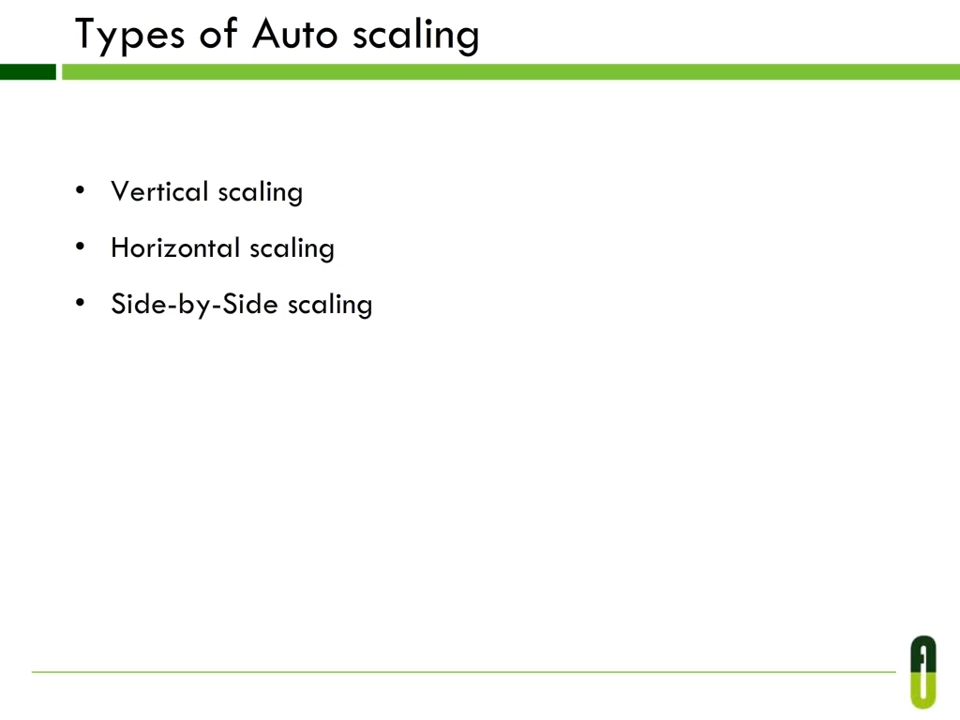 Types of Auto scaling
• Vertical scaling
• Horizontal scaling
• Side-by-Side scaling